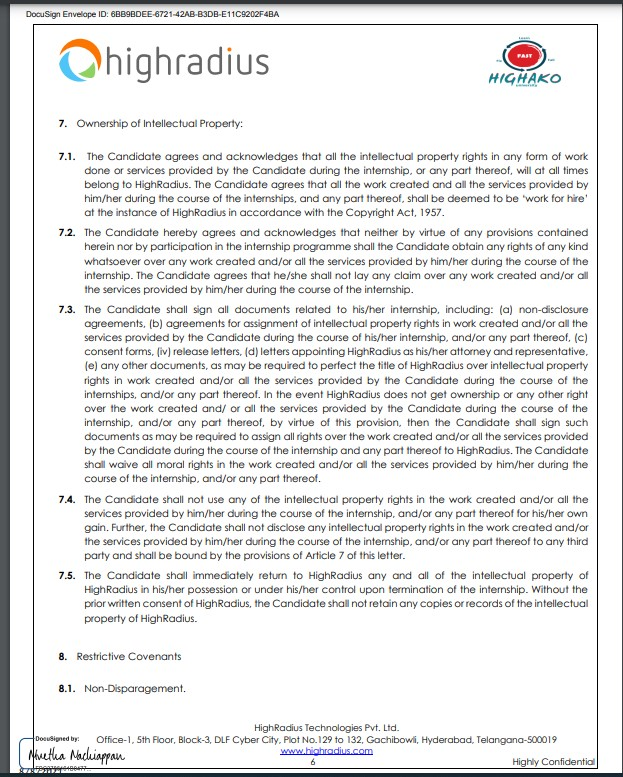 DocuSign Envelope ID: 6BB9BDEE-6721-42AB-B3DB-E11C9202F4BA
highradius
FAST
HIGHAKO
7. Ownership of Intellectual Property:
7.1. The Candidate agrees and acknowledges that all the intellectual property rights in any form of work
done or services provided by the Candidate during the internship, or any part thereof, will at all times
belong to HighRadius. The Candidate agrees that all the work created and all the services provided by
him/her during the course of the internships, and any part thereof, shall be deemed to be ‘work for hire’
at the instance of HighRadius in accordance with the Copyright Act, 1957.
7.2. The Candidate hereby agrees and acknowledges that neither by virtue of any provisions contained
herein nor by participation in the internship programme shall the Candidate obtain any rights of any kind
whatsoever over any work created and/or all the services provided by him/her during the course of the
internship. The Candidate agrees that he/she shall not lay any claim over any work created and/or all
the services provided by him/her during the course of the internship.
7.3. The Candidate shall sign all documents related to his/her internship, including: (a) non-disclosure
agreements, (b) agreements for assignment of intellectual property rights in work created and/or all the
services provided by the Candidate during the course of his/her internship, and/or any part thereof, (c)
consent forms, (iv) release letters, (d) letters appointing HighRadius as his/her attorney and representative,
(e) any other documents, as may be required to perfect the title of HighRadius over intellectual property
rights in work created and/or all the services provided by the Candidate during the course of the
internships, and/or any part thereof. In the event HighRadius does not get ownership or any other right
over the work created and/ or all the services provided by the Candidate during the course of the
internship, and/or any part thereof, by virtue of this provision, then the Candidate shall sign such
documents as may be required to assign all rights over the work created and/or all the services provided
by the Candidate during the course of the internship and any part thereof to HighRadius. The Candidate
shall waive all moral rights in the work created and/or all the services provided by him/her during the
course of the internship, and/or any part thereof.
7.4. The Candidate shall not use any of the intellectual property rights in the work created and/or all the
services provided by him/her during the course of the internship, and/or any part thereof for his/her own
gain. Further, the Candidate shall not disclose any intellectual property rights in the work created and/or
the services provided by him/her during the course of the internship, and/or any part thereof to any third
party and shall be bound by the provisions of Article 7 of this letter.
7.5. The Candidate shall immediately return to HighRadius any and all of the intellectual property of
HighRadius in his/her possession or under his/her control upon termination of the internship. Without the
prior written consent of HighRadius, the Candidate shall not retain any copies or records of the intellectual
property of HighRadius.
8. Restrictive Covenants
8.1. Non-Disparagement.
HighRadius Technologies Pvt. Ltd.
DocuSigned by:
Office-1, 5th Floor, Block-3, DLF Cyber City, Plot No.129 to 132, Gachibowli, Hyderabad, Telangana-500019
Nachiappan
www.highradius.com
6
Highly Confidential